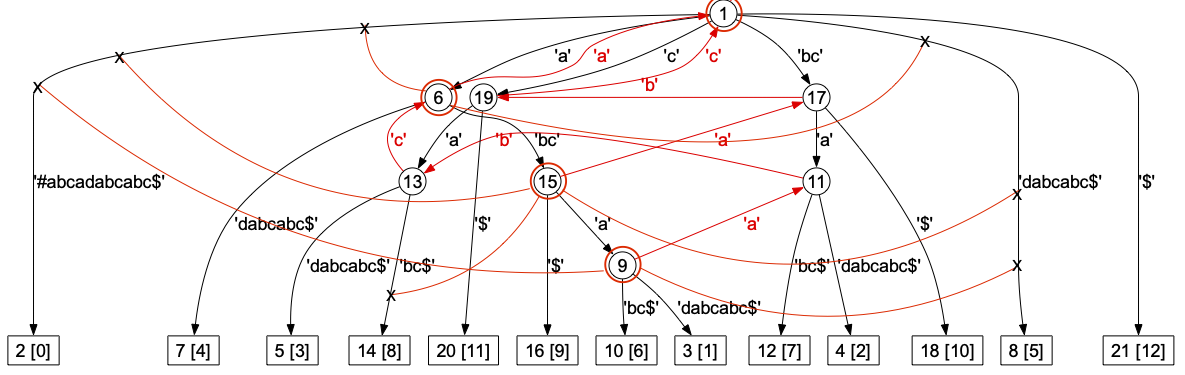 1
x
'a'
'a'
'c'
'c'
'bc'
x
x
x
'b'
6
19
17
'c'
'a'
'b'
'bc'
'a'
'a'
'#abcadabcabc$'
13
15
11
'dabcabc$'
'$'
x
'dabcabc$'
'$'
'a'
'a'
'$'
'dabcabc$'
'bc$'
'$'
9
'bc$'
'dabcabc$'
x
x
'bc$'
'dabcabc$'
2 [0]
7 [4]
5 [3]
14 [8]
20 [11]
16 [9]
10 [6]
3 [1]
12 [7]
4 [2]
18 [10]
8 [5]
21 [12]